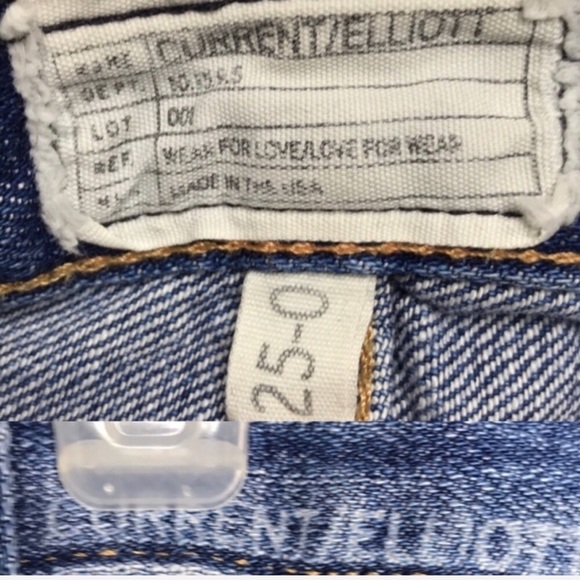 NAME CURRENT/ELLIOTT
DEPT.
LOT 001
REF. WEAR FOR LOVE/LOVE FOR WEAR
MADE IN THE USA
25-0
CURRENT/ELLIOTT